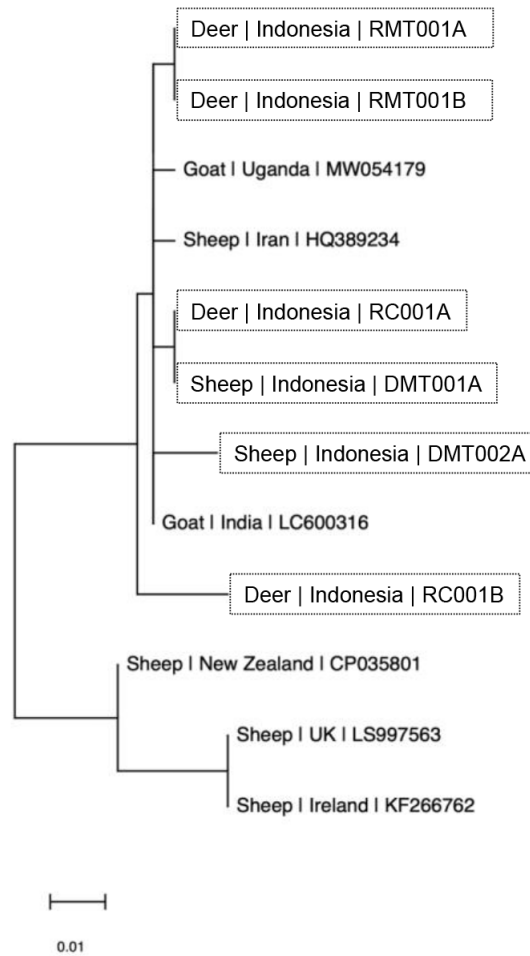 Deer | Indonesia | RMT001A
Deer | Indonesia | RMT001B
Goat | Uganda | MW054179
Sheep | Iran | HQ389234
Deer | Indonesia | RC001A
Sheep | Indonesia | DMT001A
Sheep | Indonesia | DMT002A
Goat | India | LC600316
Deer | Indonesia | RC001B
Sheep | New Zealand | CP035801
Sheep | UK | LS997563
Sheep | Ireland | KF266762
0.01